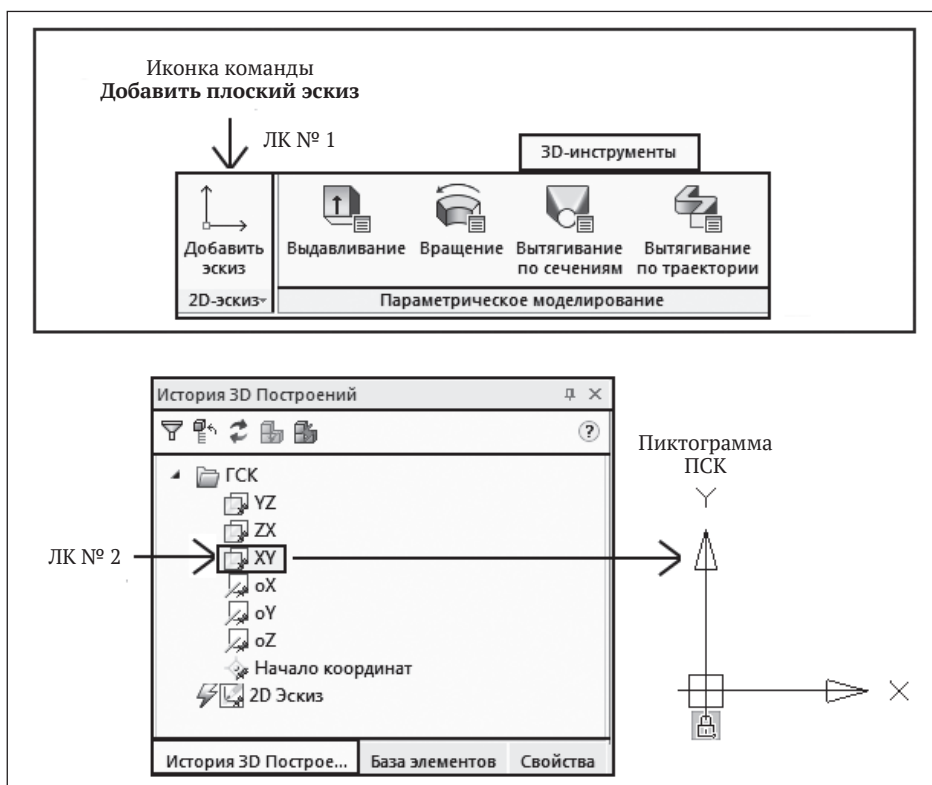 Иконка команды
Добавить плоский эскиз
ЛК № 1
3D-инструменты
Добавить
эскиз
Выдавливание
Вращение
Вытягивание
по сечениям
Вытягивание
по траектории
2D-эскиз
Параметрическое моделирование
История 3D Построений
?
ГСК
YZ
ZX
ЛК № 2
XY
oX
oY
oZ
Начало координат
2D Эскиз
История 3D Построе...
База элементов
Свойства
Пиктограмма
ПСК
Y
X